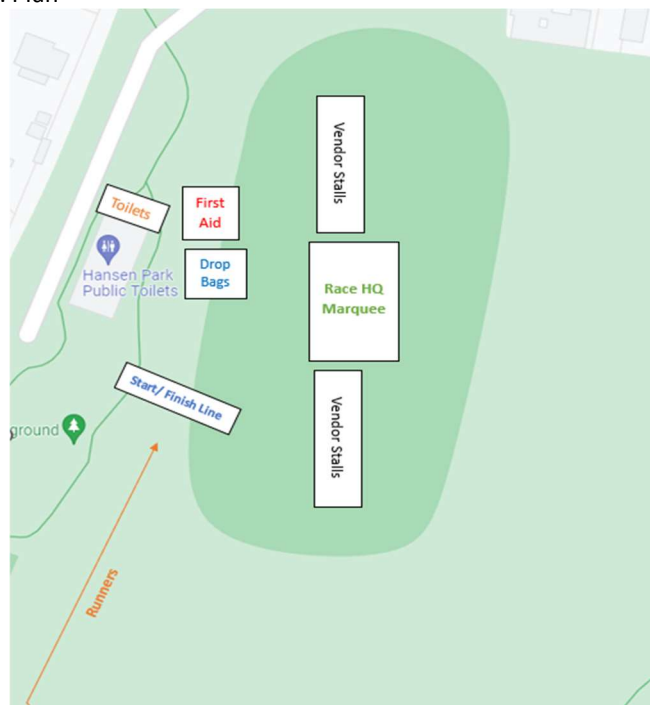 Vendor Stalls
Toilets
First
Aid
Drop
Bags
Hansen Park
Public Toilets
Race HQ
Marquee
Start/ Finish Line
Vendor Stalls
ground
Runners